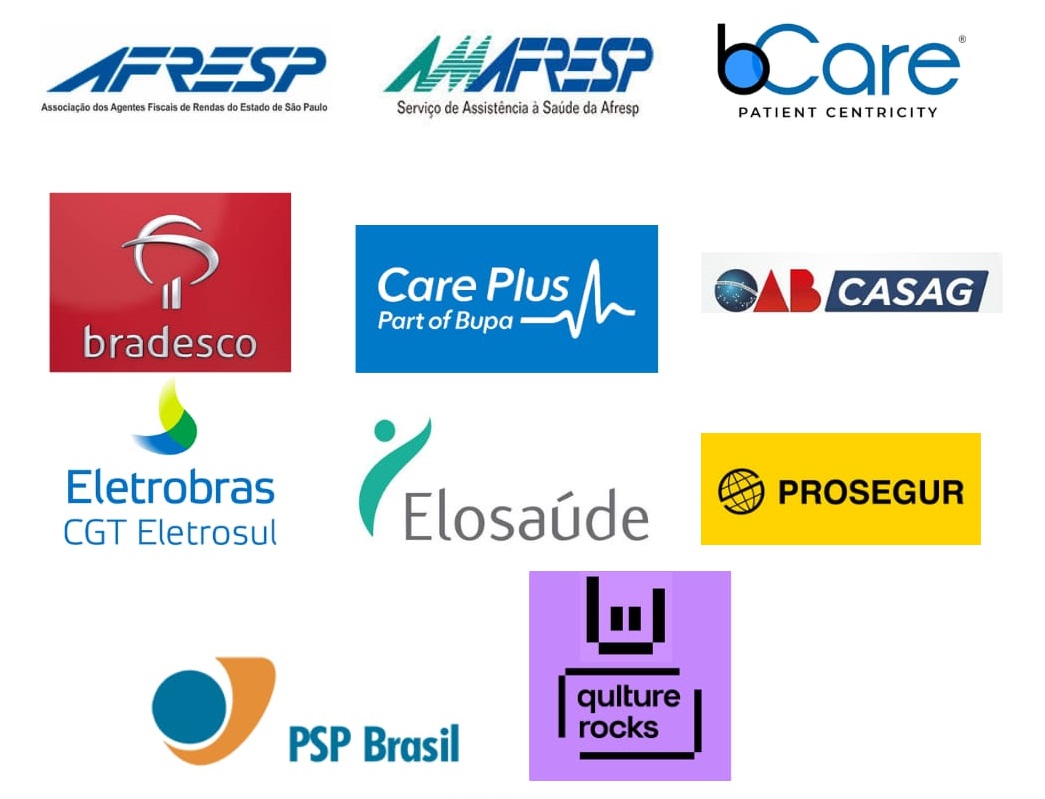 AFRESP
Associação dos Agentes Fiscais de Rendas do Estado de São Paulo
AMAFRESP
Serviço de Assistência à Saúde da Afresp
bCare®
PATIENT CENTRICITY
bradesco
Care Plus
Part of Bupa
OAB CASAG
Eletrobras
CGT Eletrosul
Elosaúde
PROSEGUR
PSP Brasil
qulture
rocks